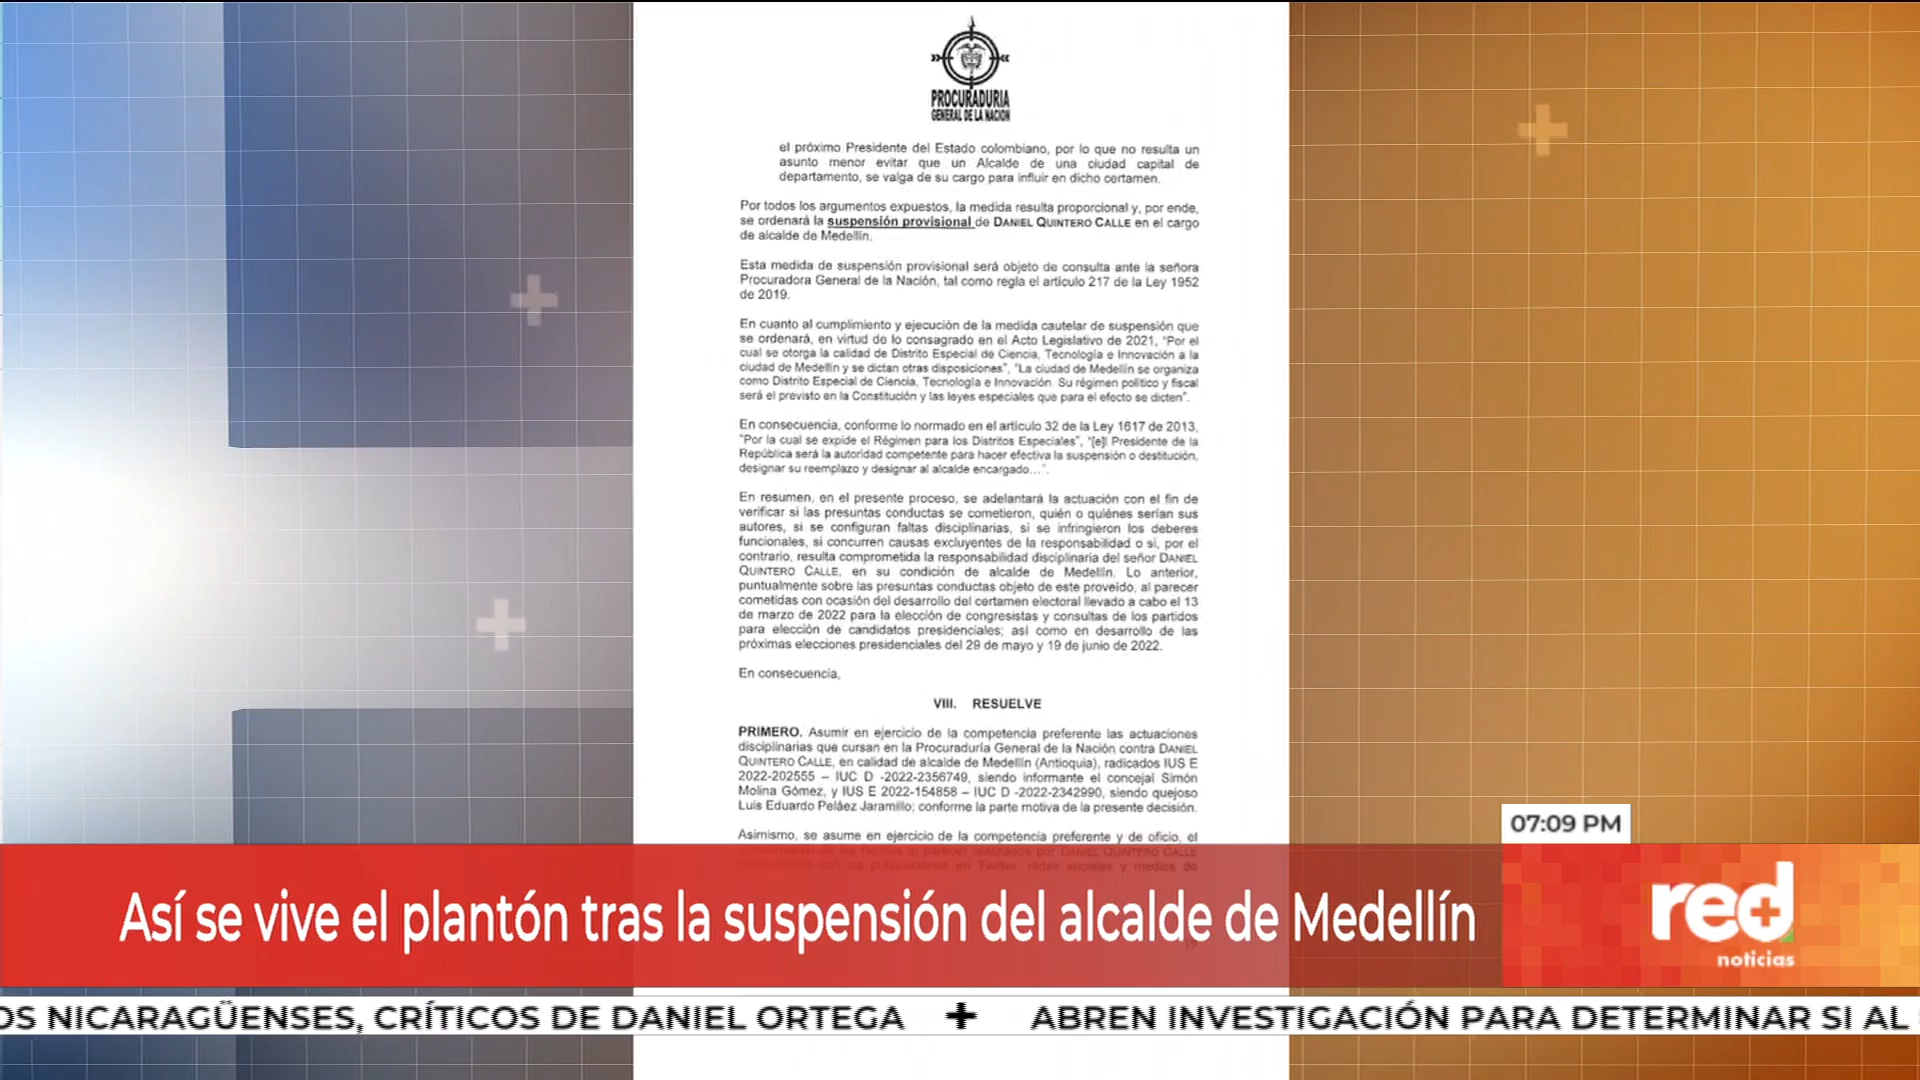 PROCURADURIA
GENERAL DE LA NACION
el próximo Presidente del Estado colombiano, por lo que no resulta un
asunto menor evitar que un Alcalde de una ciudad capital de
departamento, se valga de su cargo para influir en dicho certamen.
Por todos los argumentos expuestos, la medida resulta proporcional y, por ende,
se ordenará la suspensión provisional de DANIEL QUINTERO CALLE en el cargo
de alcalde de Medellín.
Esta medida de suspensión provisional será objeto de consulta ante la señora
Procuradora General de la Nación, tal como regla el artículo 217 de la Ley 1952
de 2019.
En cuanto al cumplimiento y ejecución de la medida cautelar de suspensión que
se ordenará, en virtud de lo consagrado en el Acto Legislativo de 2021, "Por el
cual se otorga la calidad de Distrito Especial de Ciencia, Tecnología e Innovación a la
ciudad de Medellín y se dictan otras disposiciones", "La ciudad de Medellín se organiza
como Distrito Especial de Ciencia, Tecnología e Innovación. Su régimen político y fiscal
será el previsto en la Constitución y las leyes especiales que para el efecto se dicten".
En consecuencia, conforme lo normado en el artículo 32 de la Ley 1617 de 2013,
"Por la cual se expide el Régimen para los Distritos Especiales", "[e]l Presidente de la
República será la autoridad competente para hacer efectiva la suspensión o destitución,
designar su reemplazo y designar al alcalde encargado...".
En resumen, en el presente proceso, se adelantará la actuación con el fin de
verificar si las presuntas conductas se cometieron, quién o quiénes serían sus
autores, si se configuran faltas disciplinarias, si se infringieron los deberes
funcionales, si concurren causas excluyentes de la responsabilidad o si, por el
contrario, resulta comprometida la responsabilidad disciplinaria del señor DANIEL
QUINTERO CALLE, en su condición de alcalde de Medellín. Lo anterior,
puntualmente sobre las presuntas conductas objeto de este proveído, al parecer
cometidas con ocasión del desarrollo del certamen electoral llevado a cabo el 13
de marzo de 2022 para la elección de congresistas y consultas de los partidos
para elección de candidatos presidenciales; así como en desarrollo de las
próximas elecciones presidenciales del 29 de mayo y 19 de junio de 2022.
En consecuencia,
VIII. RESUELVE
PRIMERO. Asumir en ejercicio de la competencia preferente las actuaciones
disciplinarias que cursan en la Procuraduría General de la Nación contra DANIEL
QUINTERO CALLE, en calidad de alcalde de Medellín (Antioquia), radicados IUS E
2022-202555 – IUC D -2022-2356749, siendo informante el concejal Simón
Molina Gómez, y IUS E 2022-154858 – IUC D -2022-2342990, siendo quejoso
Luis Eduardo Peláez Jaramillo; conforme la parte motiva de la presente decisión.
Asimismo, se asume en ejercicio de la competencia preferente y de oficio, el
conocimiento de los hechos al parecer realizados por DANIEL QUINTERO CALLE
relacionados con las publicaciones en Twitter, redes sociales y medios de
07:09 PM
Así se vive el plantón tras la suspensión del alcalde de Medellín
red+
noticias
OS NICARAGÜENSES, CRÍTICOS DE DANIEL ORTEGA + ABREN INVESTIGACIÓN PARA DETERMINAR SI AL